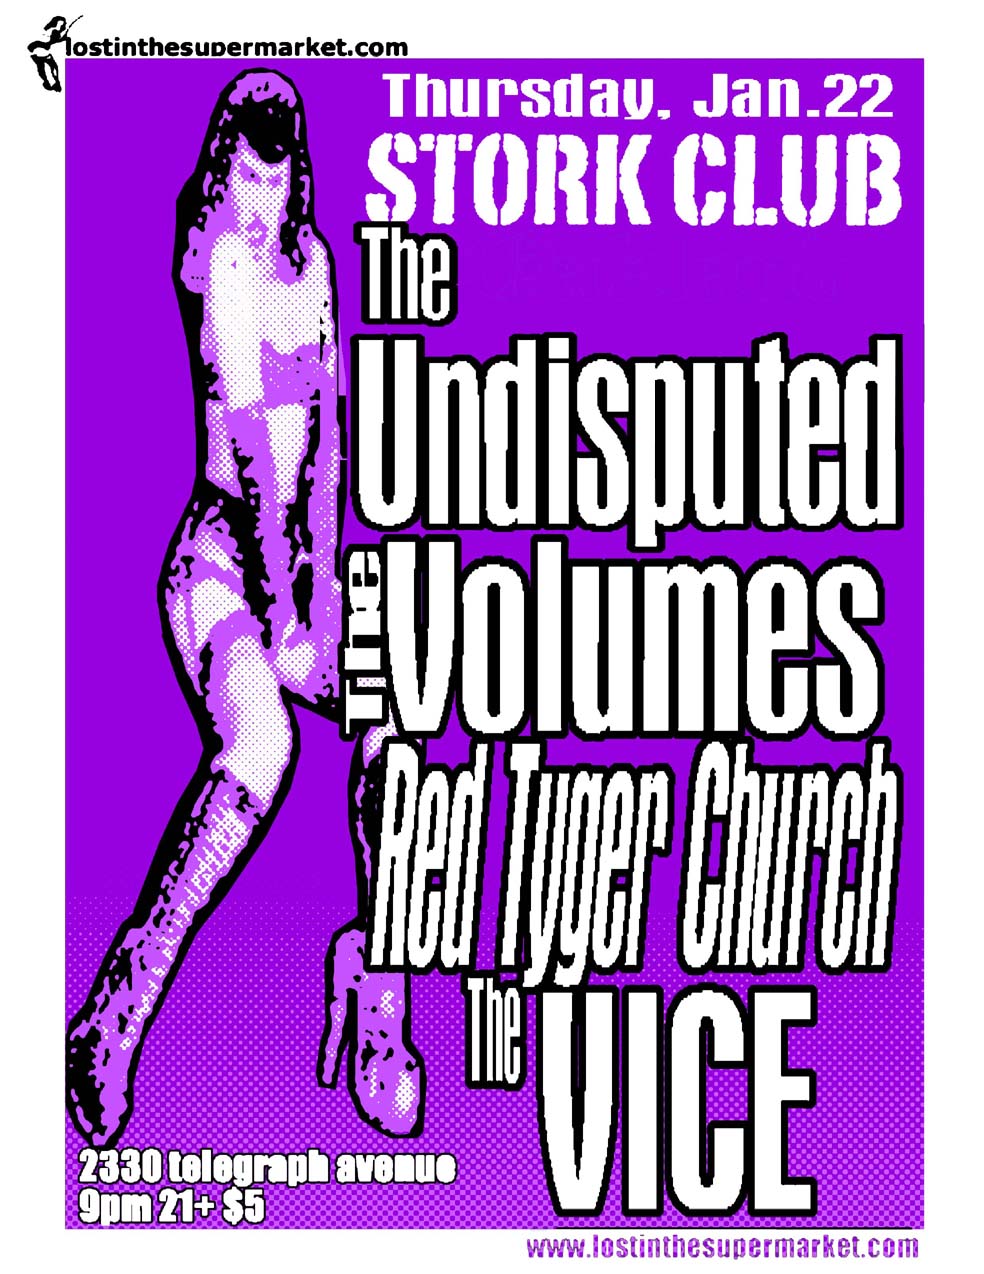 lostinthesupermarket.com
Thursday, Jan.22
STORK CLUB
The
Undisputed
The Volumes
Red Tyger Church
The VICE
2330 telegraph avenue
9pm 21+ $5
www.lostinthesupermarket.com